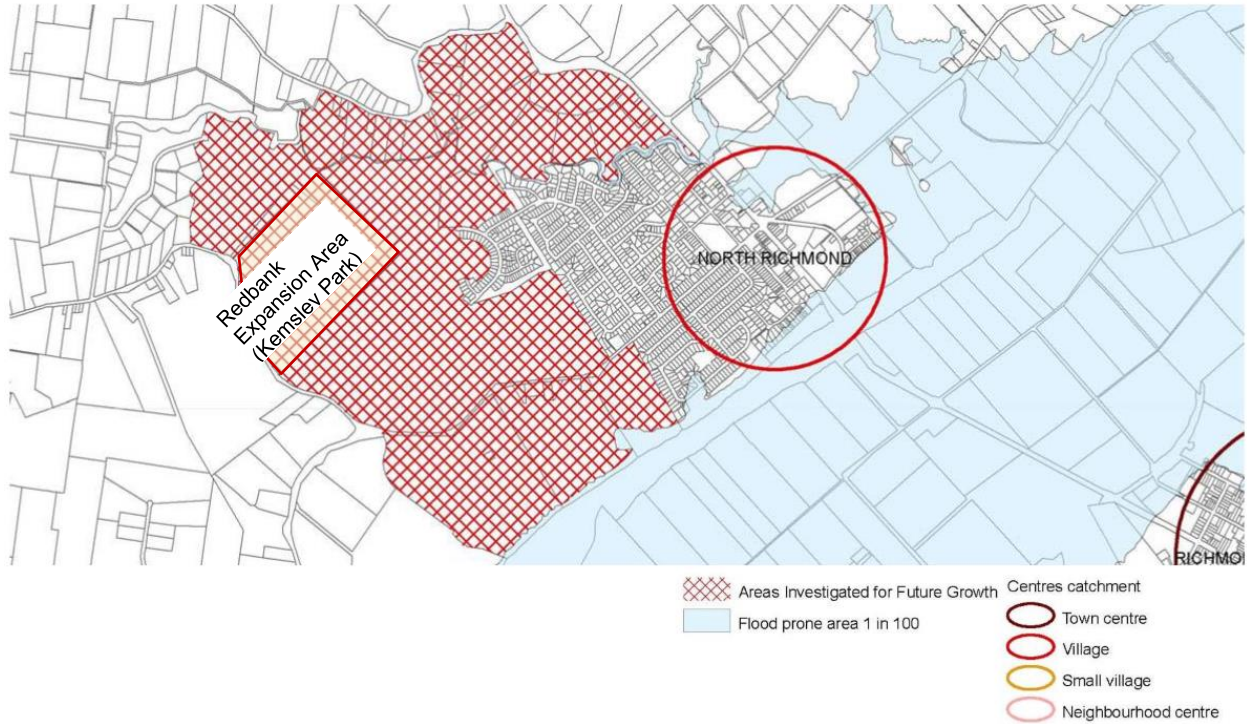 Redbank
Expansion Area
(Kemsley Park)
NORTH RICHMOND
RICHMO
Areas Investigated for Future Growth
Flood prone area 1 in 100
Centres catchment
Town centre
Village
Small village
Neighbourhood centre